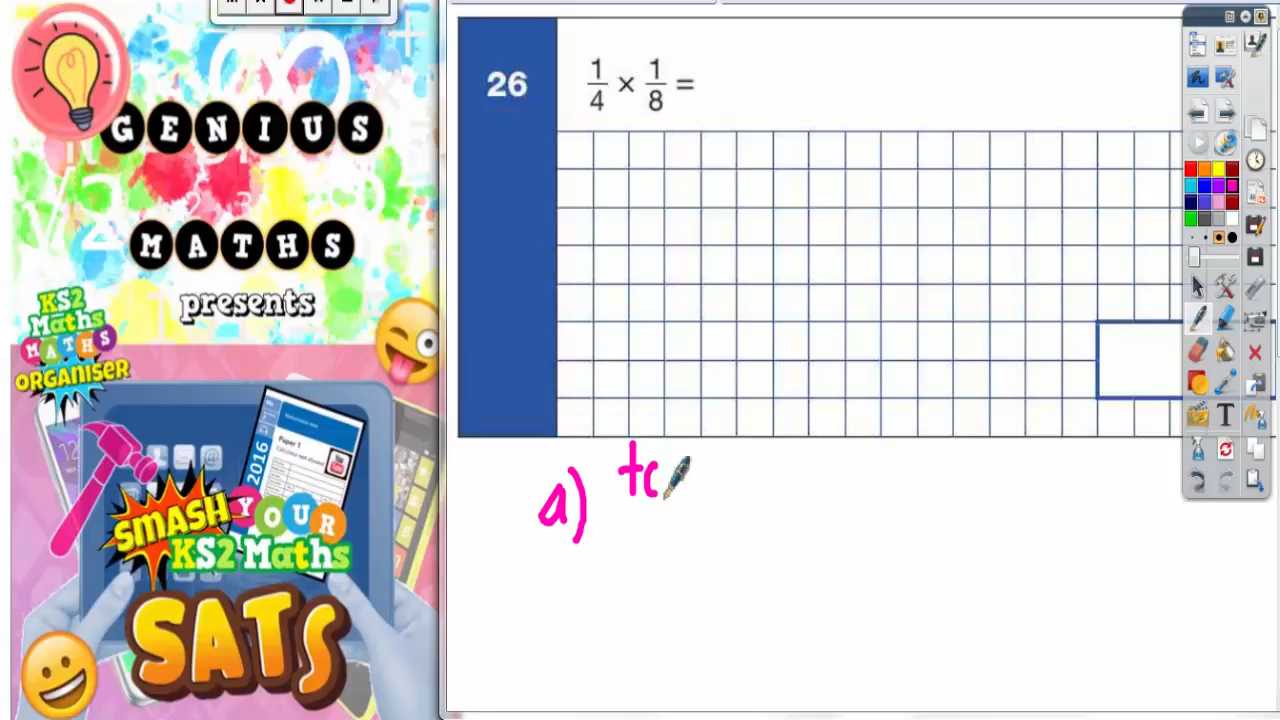 GENIUS
MATHS
presents
KS2
Maths
MATHS
ORGANISER
2016
Paper 1
SMASH YOUR
KS2 Maths
SATS
26
1/4 × 1/8 =
a)
T